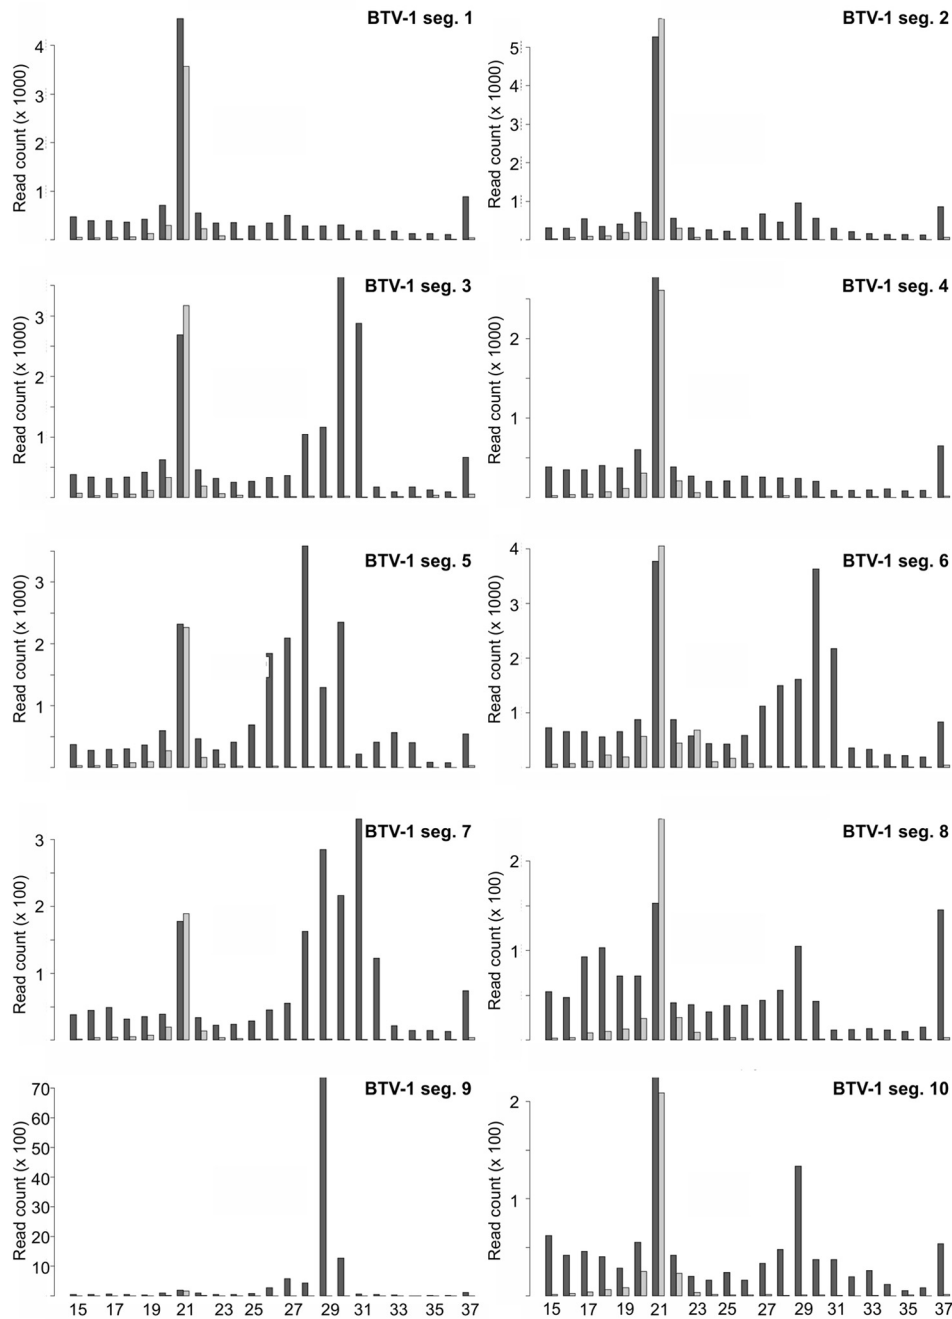 BTV-1 seg. 1
Read count (x 1000)
4
3
2
1
BTV-1 seg. 2
Read count (x 1000)
5
4
3
2
1
BTV-1 seg. 3
Read count (x 1000)
3
2
1
BTV-1 seg. 4
Read count (x 1000)
2
1
BTV-1 seg. 5
Read count (x 1000)
3
2
1
BTV-1 seg. 6
Read count (x 1000)
4
3
2
1
BTV-1 seg. 7
Read count (x 100)
3
2
1
BTV-1 seg. 8
Read count (x 100)
2
1
BTV-1 seg. 9
Read count (x 100)
70
60
50
40
30
20
10
15 17 19 21 23 25 27 29 31 33 35 37
BTV-1 seg. 10
Read count (x 100)
2
1
15 17 19 21 23 25 27 29 31 33 35 37